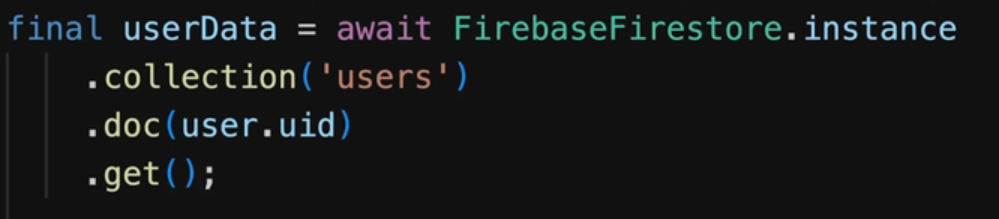 final userData = await FirebaseFirestore.instance
.collection('users')
.doc(user.uid)
.get();